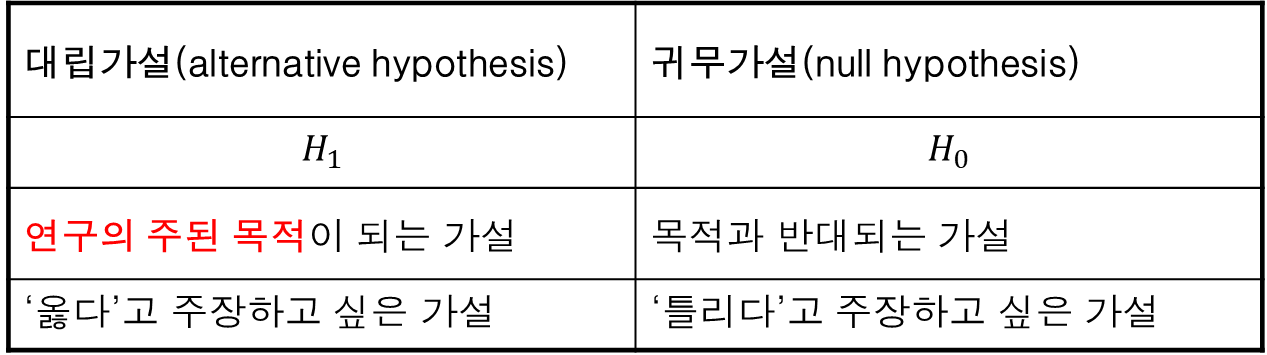 대립가설(alternative hypothesis)
귀무가설(null hypothesis)
H₁
H₀
연구의 주된 목적이 되는 가설
목적과 반대되는 가설
‘옳다’고 주장하고 싶은 가설
‘틀리다’고 주장하고 싶은 가설